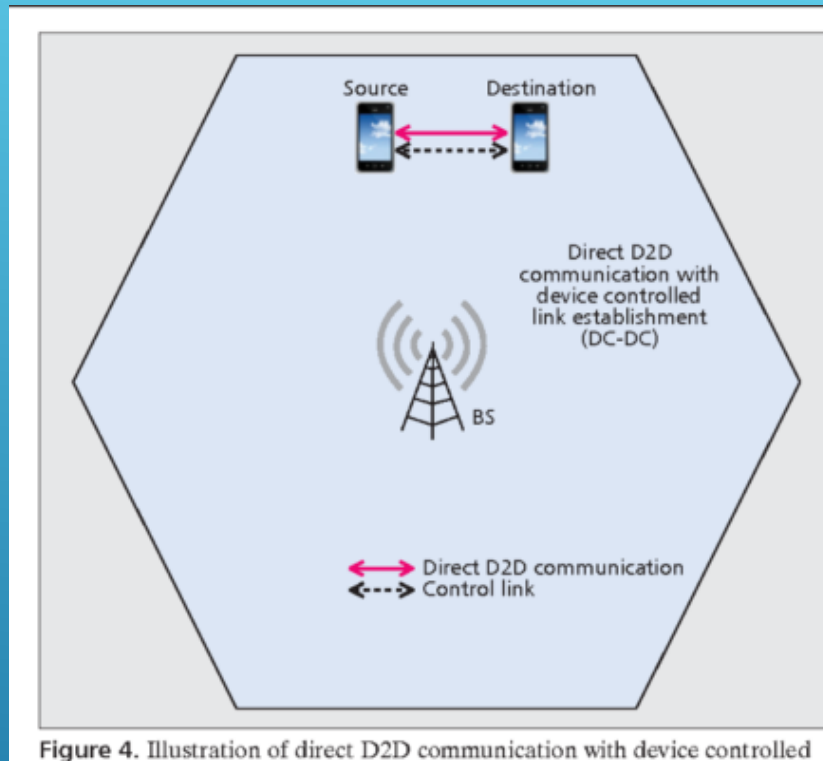 Source
Destination
Direct D2D
communication with
device controlled
link establishment
(DC-DC)
BS
Direct D2D communication
Control link
Figure 4. Illustration of direct D2D communication with device controlled